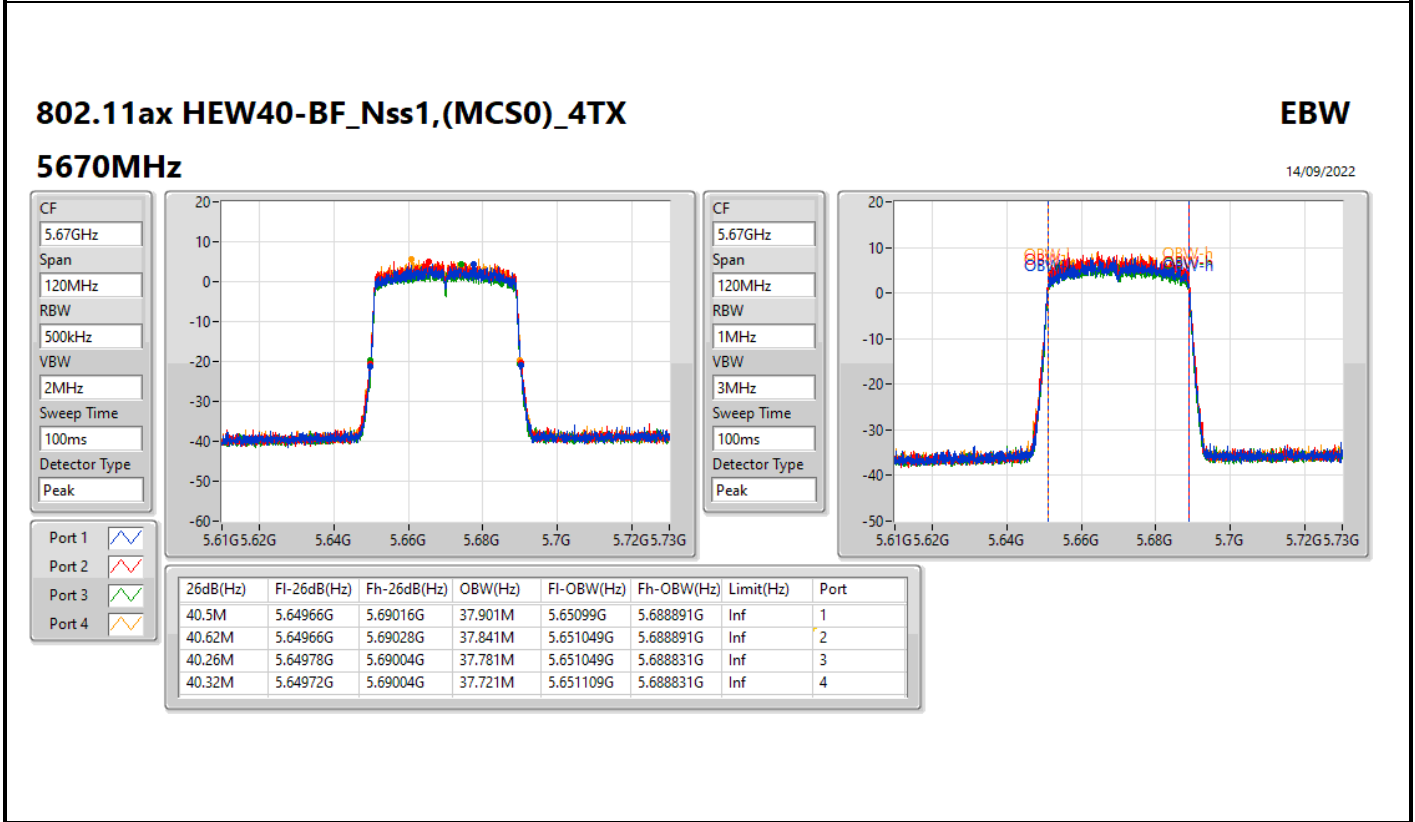 802.11ax HEW40-BF_Nss1,(MCS0)_4TX
EBW
5670MHz
14/09/2022
CF
5.67GHz
Span
120MHz
RBW
500kHz
VBW
2MHz
Sweep Time
100ms
Detector Type
Peak
20
10
0
-10
-20
-30
-40
-50
-60
5.61G 5.62G 5.64G 5.66G 5.68G 5.7G 5.72G 5.73G
CF
5.67GHz
Span
120MHz
RBW
1MHz
VBW
3MHz
Sweep Time
100ms
Detector Type
Peak
20
10
0
-10
-20
-30
-40
-50
OBW-h
OBW-h
5.61G 5.62G 5.64G 5.66G 5.68G 5.7G 5.72G 5.73G
Port 1
Port 2
Port 3
Port 4
26dB(Hz) Fl-26dB(Hz) Fh-26dB(Hz) OBW(Hz) Fl-OBW(Hz) Fh-OBW(Hz) Limit(Hz) Port
40.5M 5.64966G 5.69016G 37.901M 5.65099G 5.688891G Inf 1
40.62M 5.64966G 5.69028G 37.841M 5.651049G 5.688891G Inf 2
40.26M 5.64978G 5.69004G 37.781M 5.651049G 5.688831G Inf 3
40.32M 5.64972G 5.69004G 37.721M 5.651109G 5.688831G Inf 4